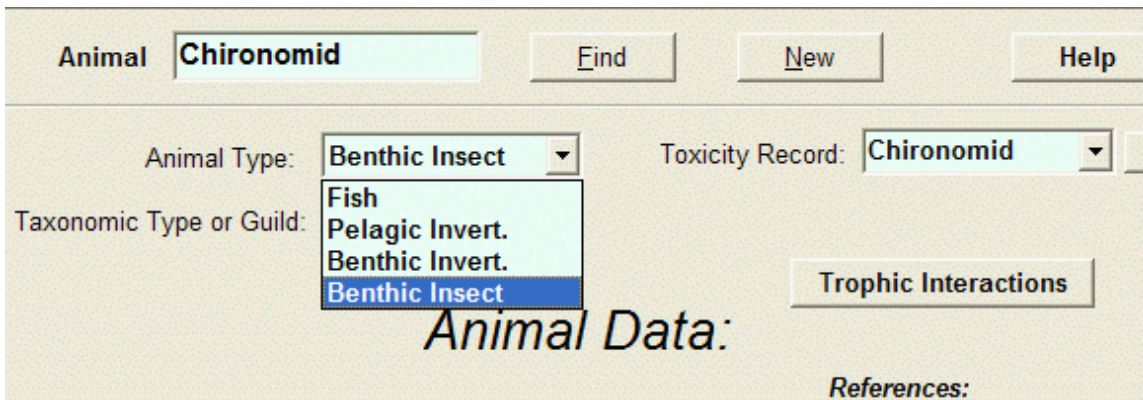 Animal Chironomid Find New Help
Animal Type: Benthic Insect Toxicity Record: Chironomid
Fish
Taxonomic Type or Guild: Pelagic Invert.
Benthic Invert.
Benthic Insect Trophic Interactions
Animal Data:
References: